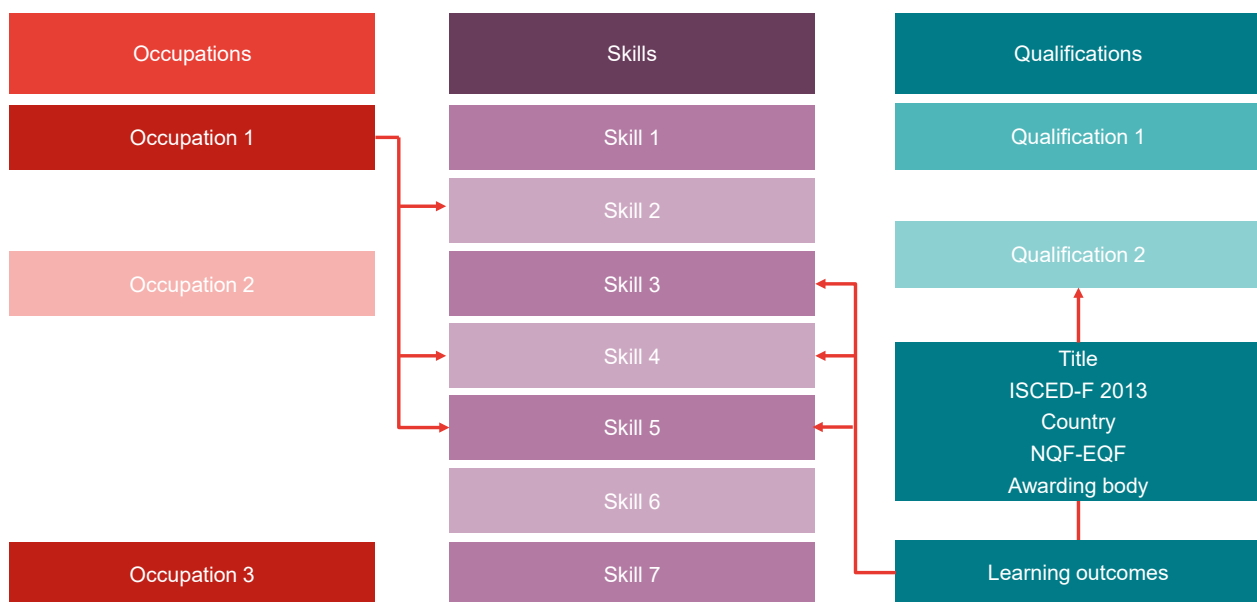 Occupations
Skills
Qualifications
Occupation 1
Skill 1
Qualification 1
Skill 2
Occupation 2
Skill 3
Qualification 2
Skill 4
Title
ISCED-F 2013
Country
NQF-EQF
Awarding body
Skill 5
Skill 6
Occupation 3
Skill 7
Learning outcomes